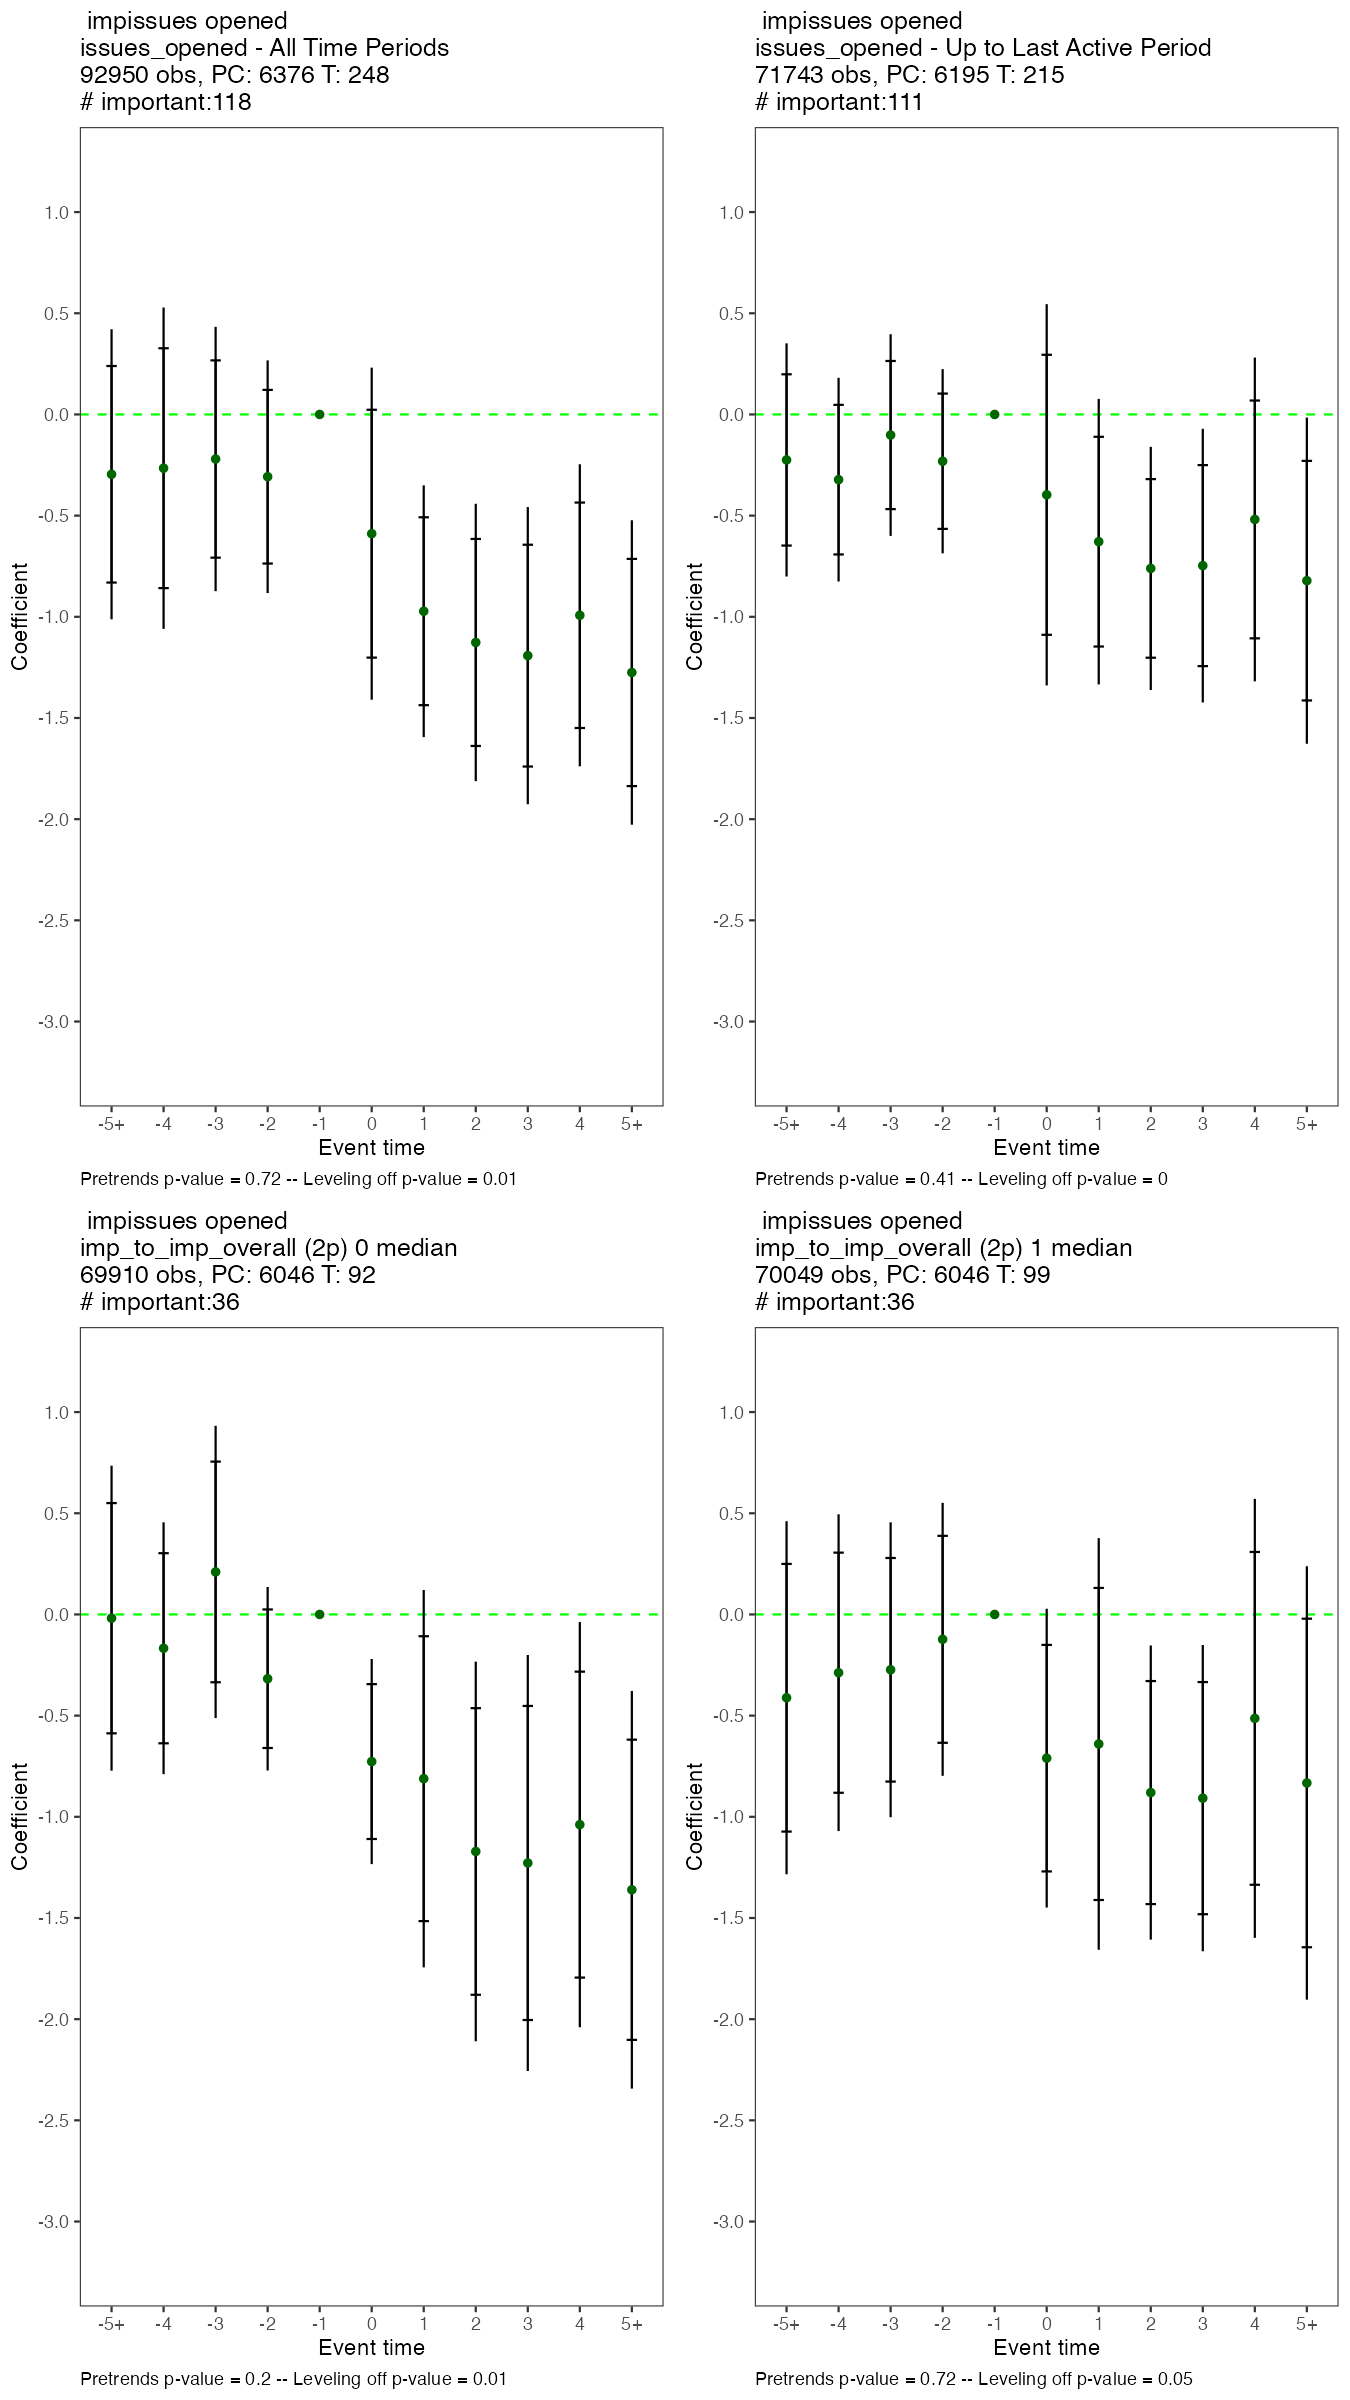 impissues opened
issues_opened - All Time Periods
92950 obs, PC: 6376 T: 248
# important:118
1.0
0.5
0.0
-0.5
-1.0
-1.5
-2.0
-2.5
-3.0
Coefficient
-5+ -4 -3 -2 -1 0 1 2 3 4 5+
Event time
Pretrends p-value = 0.72 -- Leveling off p-value = 0.01
impissues opened
issues_opened - Up to Last Active Period
71743 obs, PC: 6195 T: 215
# important:111
1.0
0.5
0.0
-0.5
-1.0
-1.5
-2.0
-2.5
-3.0
Coefficient
-5+ -4 -3 -2 -1 0 1 2 3 4 5+
Event time
Pretrends p-value = 0.41 -- Leveling off p-value = 0
impissues opened
imp_to_imp_overall (2p) 0 median
69910 obs, PC: 6046 T: 92
# important:36
1.0
0.5
0.0
-0.5
-1.0
-1.5
-2.0
-2.5
-3.0
Coefficient
-5+ -4 -3 -2 -1 0 1 2 3 4 5+
Event time
Pretrends p-value = 0.2 -- Leveling off p-value = 0.01
impissues opened
imp_to_imp_overall (2p) 1 median
70049 obs, PC: 6046 T: 99
# important:36
1.0
0.5
0.0
-0.5
-1.0
-1.5
-2.0
-2.5
-3.0
Coefficient
-5+ -4 -3 -2 -1 0 1 2 3 4 5+
Event time
Pretrends p-value = 0.72 -- Leveling off p-value = 0.05